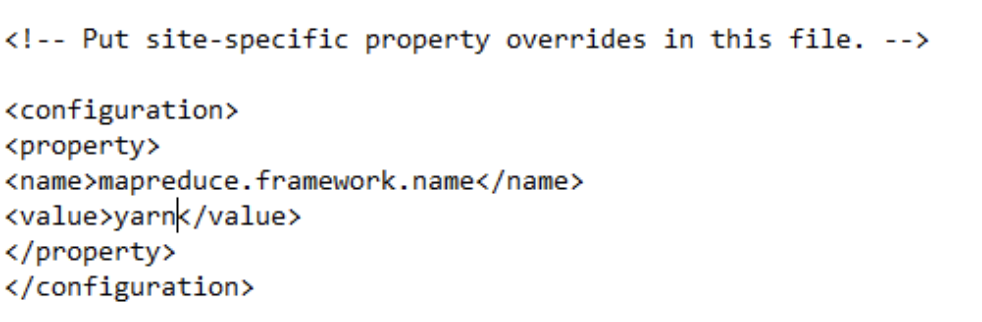 <!-- Put site-specific property overrides in this file. -->
<configuration>
<property>
<name>mapreduce.framework.name</name>
<value>yarn</value>
</property>
</configuration>